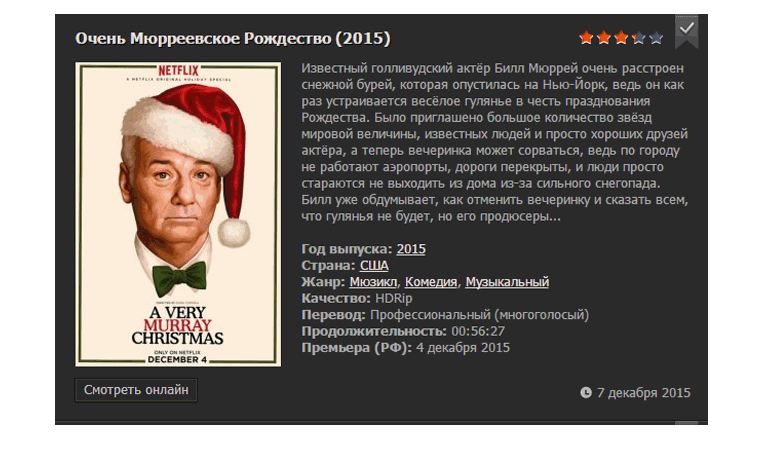 Очень Мюрреевское Рождество (2015)
NETFLIX
A NETFLIX ORIGINAL HOLIDAY SPECIAL
A VERY
MURRAY
CHRISTMAS
ONLY ON NETFLIX
DECEMBER 4
Известный голливудский актёр Билл Мюррей очень расстроен
снежной бурей, которая опустилась на Нью-Йорк, ведь он как
раз устраивается весёлое гулянье в честь празднования
Рождества. Было приглашено большое количество звёзд
мировой величины, известных людей и просто хороших друзей
актёра, а теперь вечеринка может сорваться, ведь по городу
не работают аэропорты, дороги перекрыты, и люди просто
стараются не выходить из дома из-за сильного снегопада.
Билл уже обдумывает, как отменить вечеринку и сказать всем,
что гулянья не будет, но его продюсеры...
Год выпуска: 2015
Страна: США
Жанр: Мюзикл, Комедия, Музыкальный
Качество: HDRip
Перевод: Профессиональный (многоголосый)
Продолжительность: 00:56:27
Премьера (РФ): 4 декабря 2015
Смотреть онлайн
7 декабря 2015